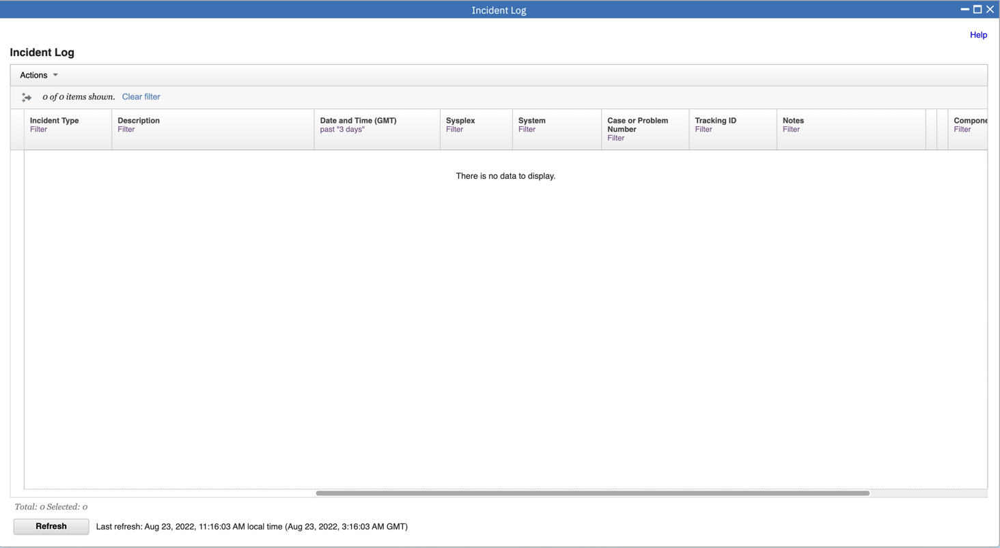 Incident Log
Help
Incident Log
Actions
0 of 0 items shown. Clear filter
Incident Type Description Date and Time (GMT) Sysplex System Case or Problem Number Tracking ID Notes Compone
Filter Filter past "3 days" Filter Filter Filter Filter Filter Filter
There is no data to display.
Total: 0 Selected: 0
Refresh Last refresh: Aug 23, 2022, 11:16:03 AM local time (Aug 23, 2022, 3:16:03 AM GMT)